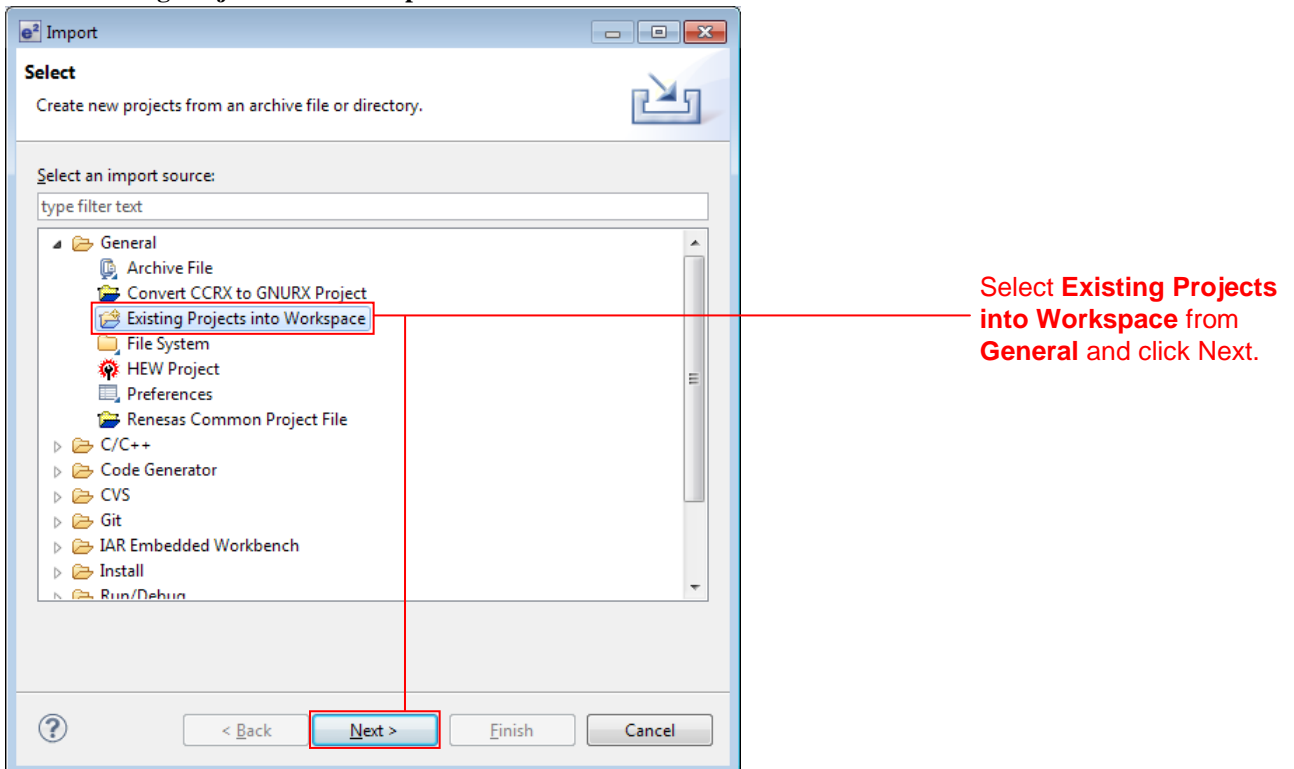 e² Import
Select
Create new projects from an archive file or directory.
Select an import source:
type filter text
General
Archive File
Convert CCRX to GNURX Project
Existing Projects into Workspace
File System
HEW Project
Preferences
Renesas Common Project File
C/C++
Code Generator
CVS
Git
IAR Embedded Workbench
Install
Run/Debug
? < Back Next > Finish Cancel
Select Existing Projects
into Workspace from
General and click Next.